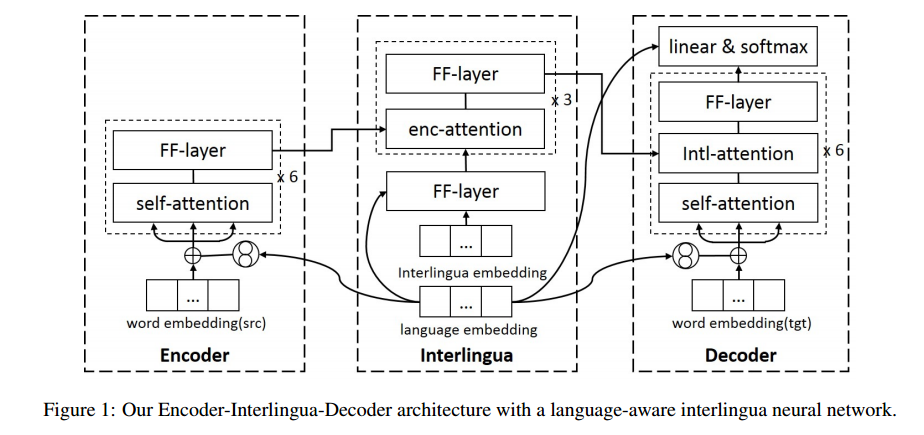 FF-layer
self-attention
x 6
...
word embedding(src)
Encoder
FF-layer
x 3
enc-attention
FF-layer
...
Interlingua embedding
...
language embedding
Interlingua
linear & softmax
FF-layer
Intl-attention
x 6
self-attention
...
word embedding(tgt)
Decoder
Figure 1: Our Encoder-Interlingua-Decoder architecture with a language-aware interlingua neural network.